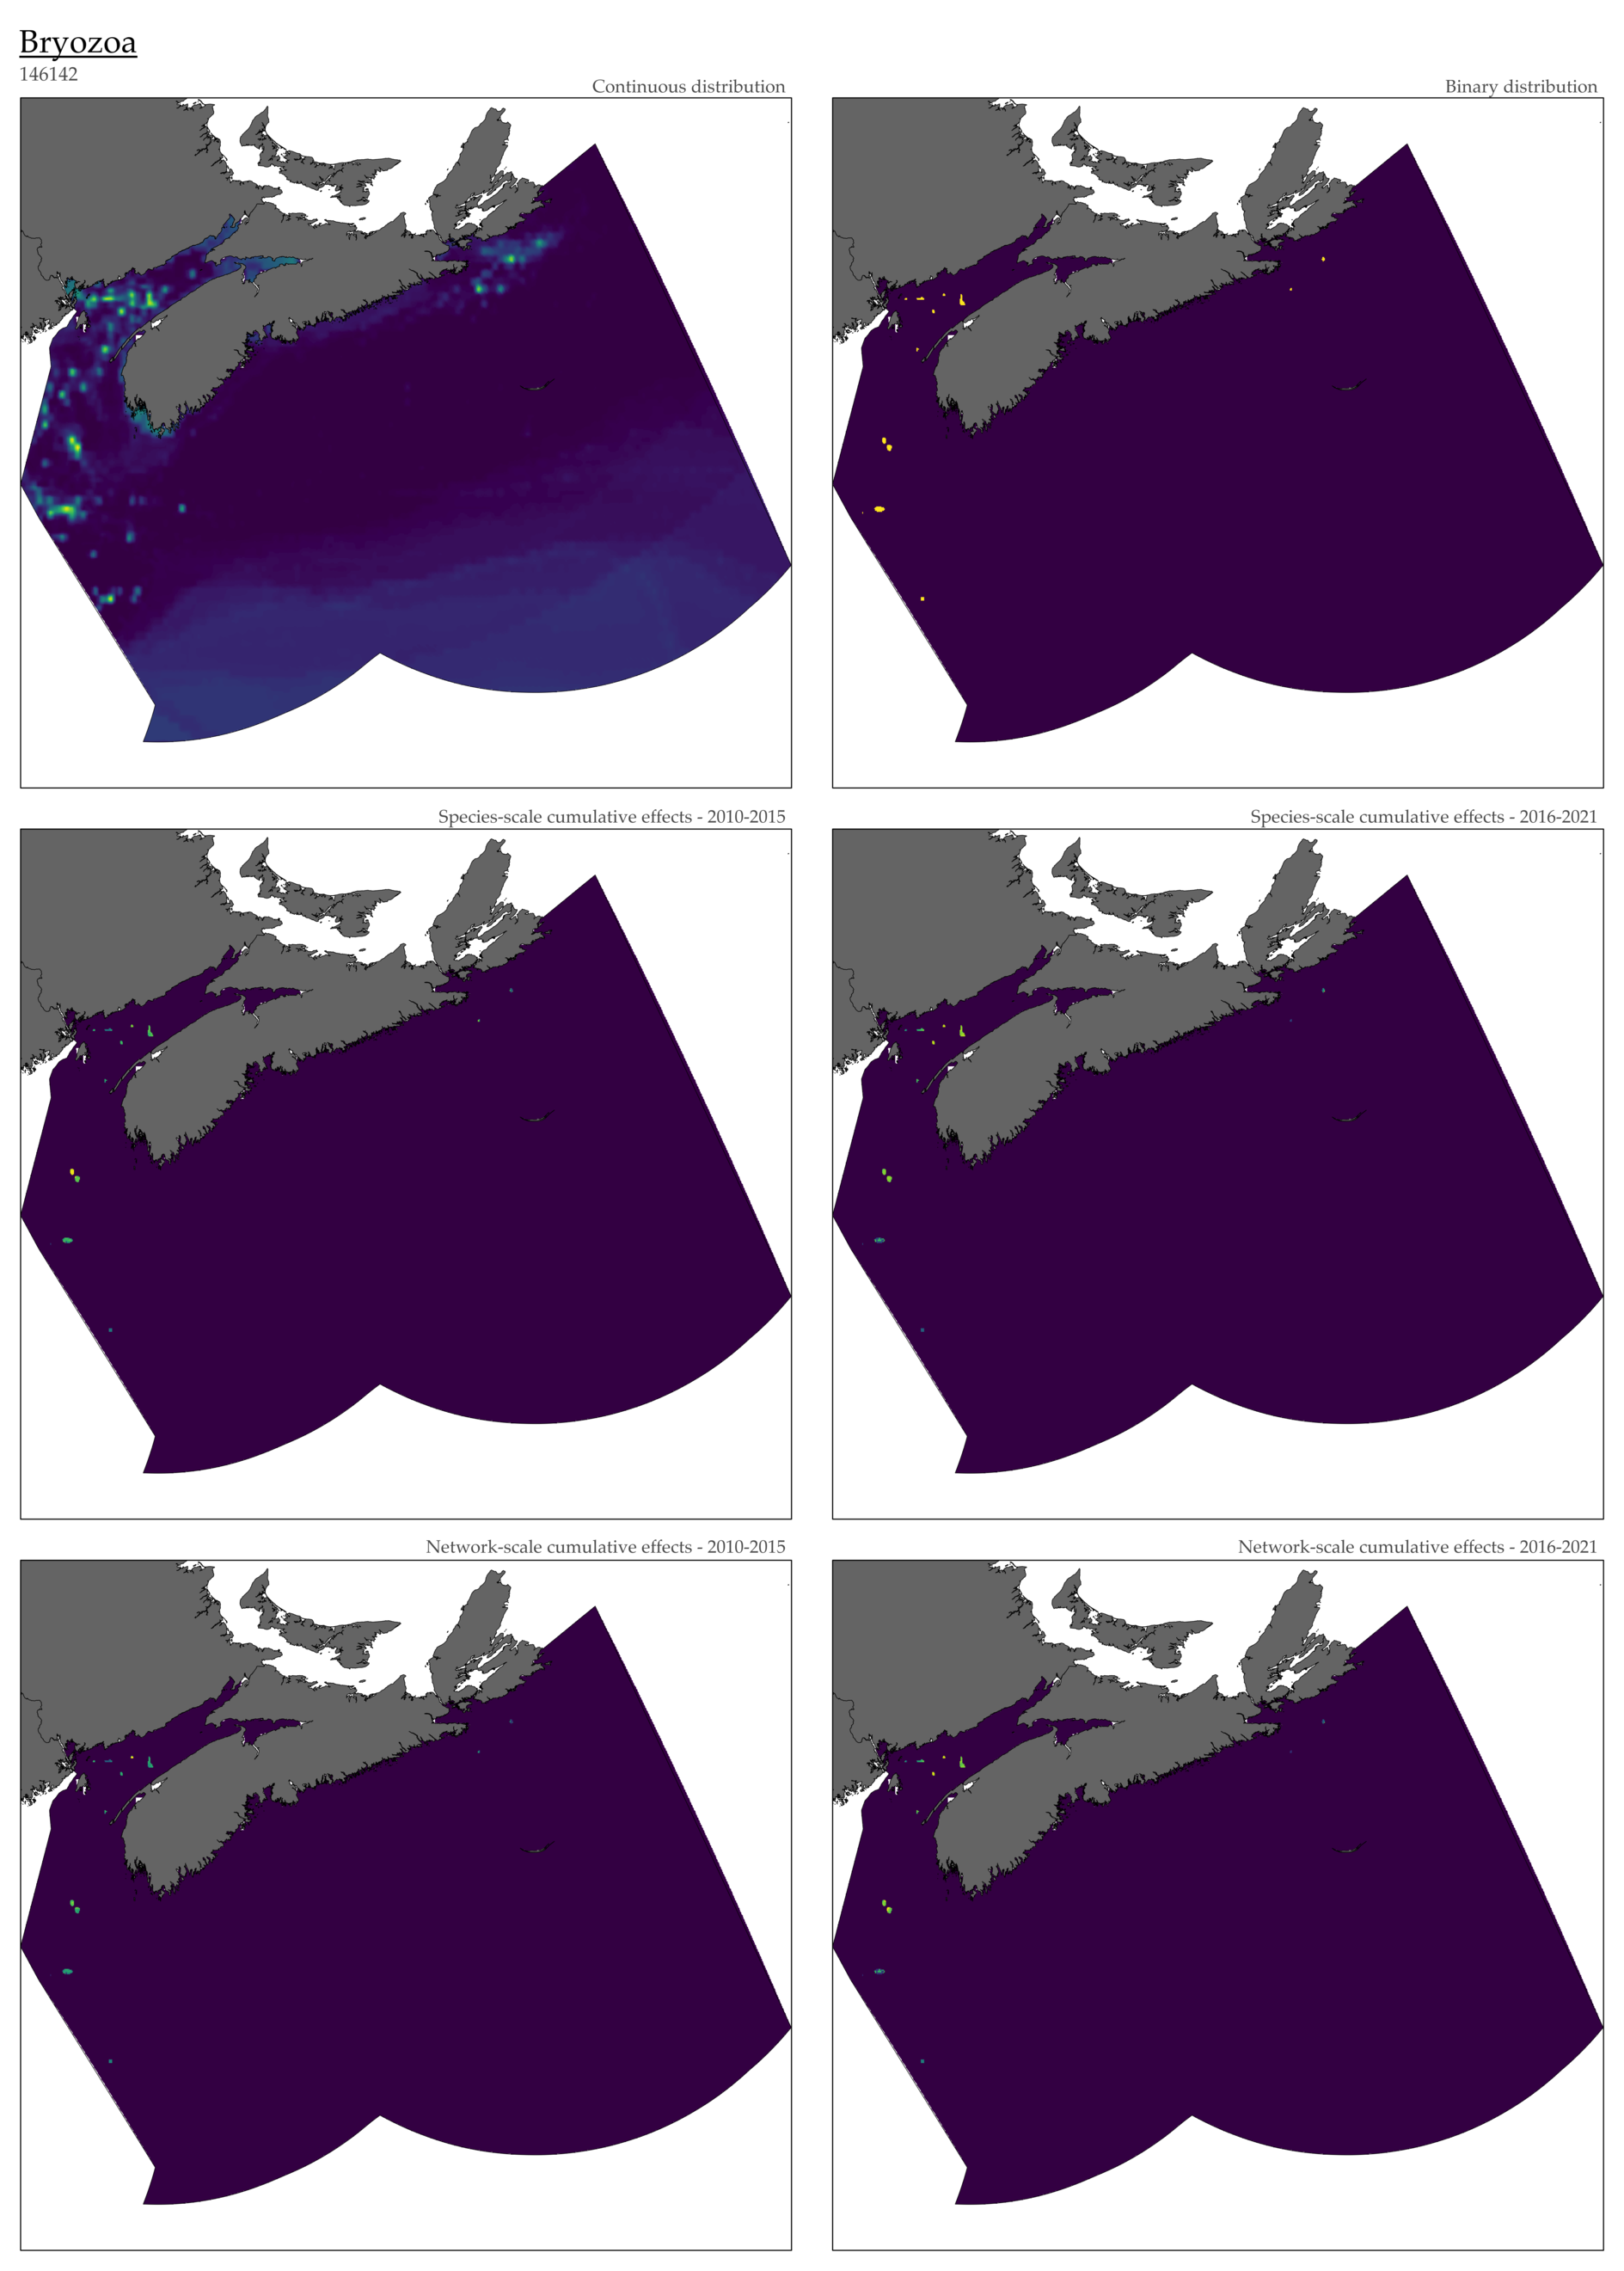 Bryozoa
146142
Continuous distribution
Binary distribution
Species-scale cumulative effects - 2010-2015
Species-scale cumulative effects - 2016-2021
Network-scale cumulative effects - 2010-2015
Network-scale cumulative effects - 2016-2021